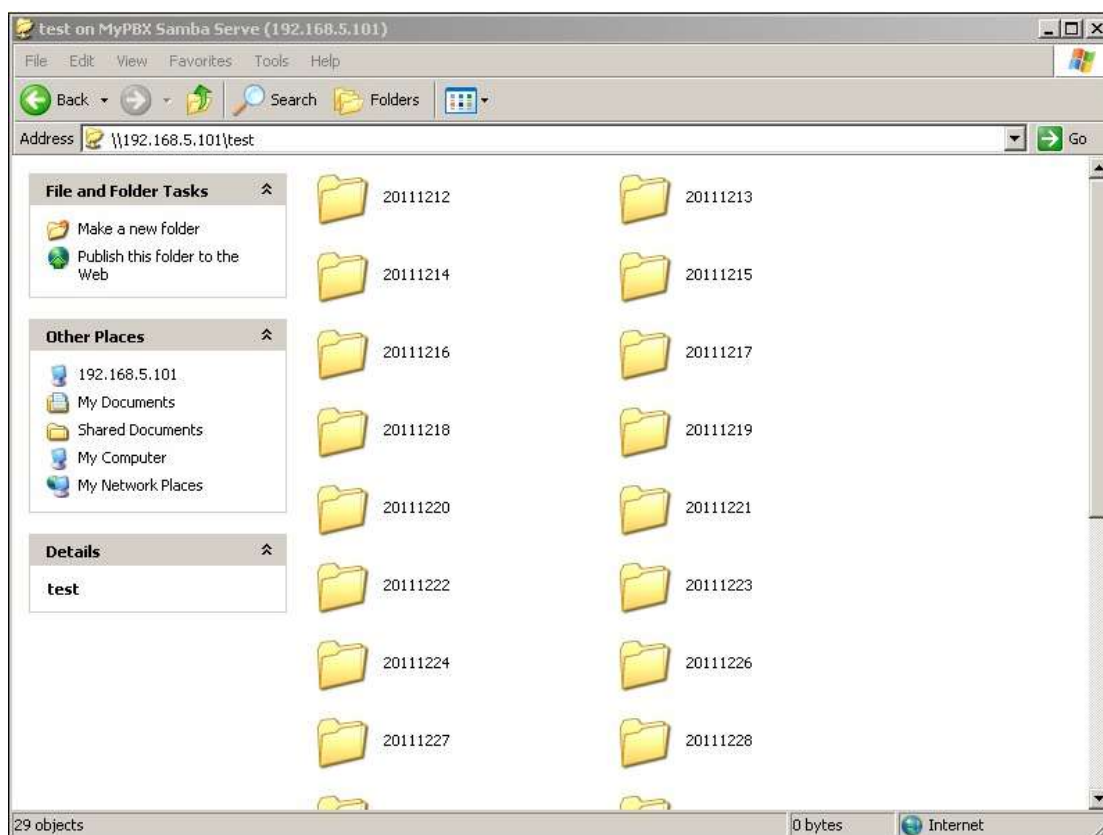 test on MyPBX Samba Serve (192.168.5.101)
File Edit View Favorites Tools Help
Back Search Folders
Address \\192.168.5.101\test Go
File and Folder Tasks
Make a new folder
Publish this folder to the
Web
Other Places
192.168.5.101
My Documents
Shared Documents
My Computer
My Network Places
Details
test
20111212 20111213
20111214 20111215
20111216 20111217
20111218 20111219
20111220 20111221
20111222 20111223
20111224 20111226
20111227 20111228
29 objects 0 bytes Internet